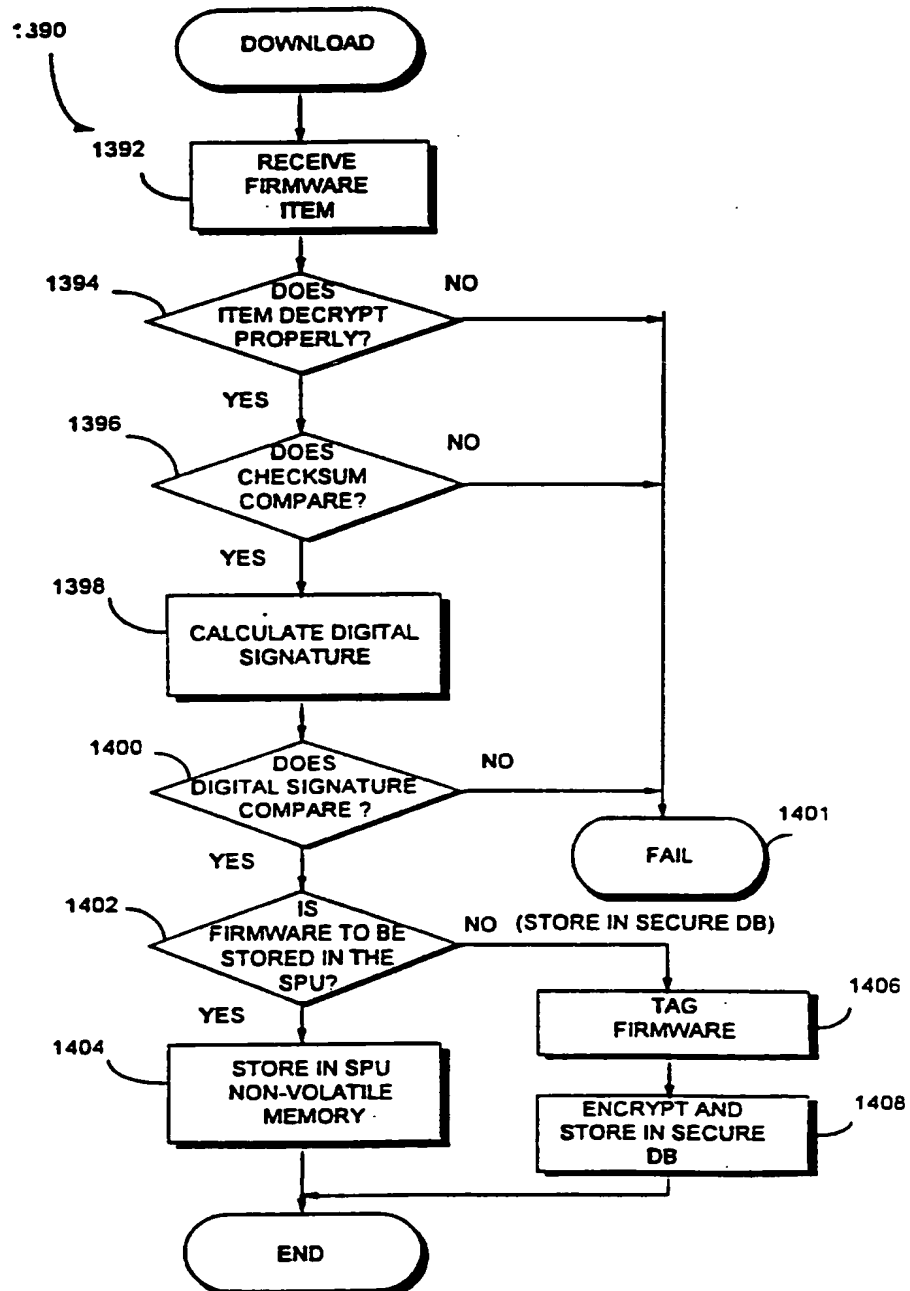 1390
DOWNLOAD
1392
RECEIVE
FIRMWARE
ITEM
1394
DOES
ITEM DECRYPT
PROPERLY?
NO
YES
1396
DOES
CHECKSUM
COMPARE?
NO
YES
1398
CALCULATE DIGITAL
SIGNATURE
1400
DOES
DIGITAL SIGNATURE
COMPARE ?
NO
1401
FAIL
YES
1402
IS
FIRMWARE TO BE
STORED IN THE
SPU?
NO (STORE IN SECURE DB)
1406
TAG
FIRMWARE
YES
1404
STORE IN SPU
NON-VOLATILE
MEMORY
1408
ENCRYPT AND
STORE IN SECURE
DB
END